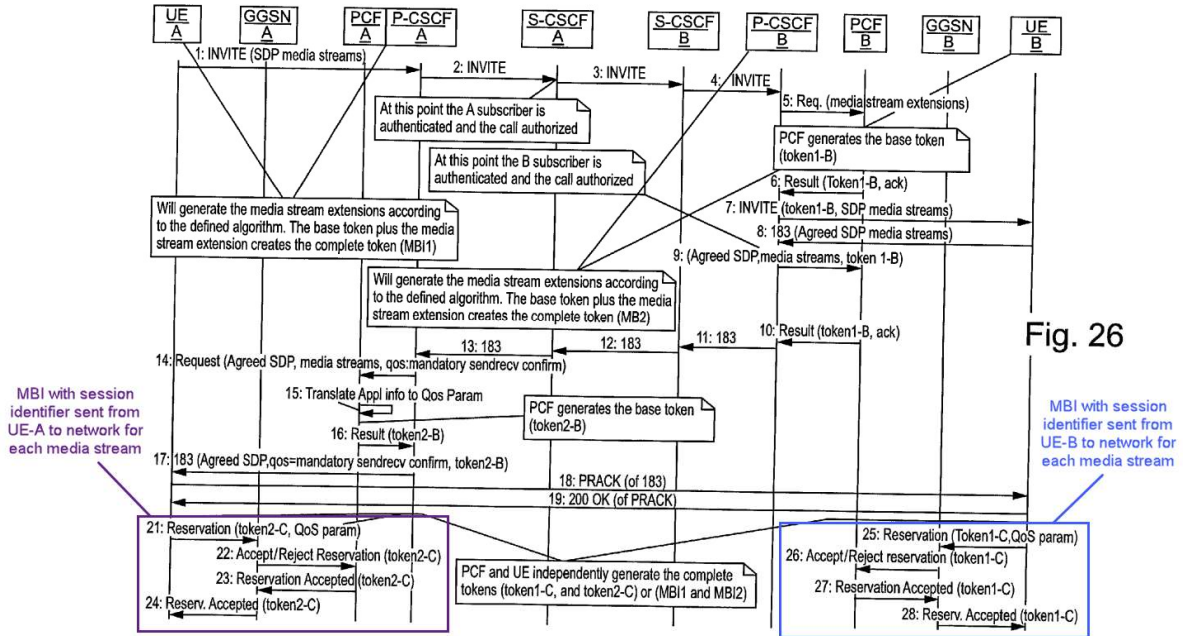 UE
A
GGSN
A
PCF
A
P-CSCF
A
S-CSCF
A
S-CSCF
B
P-CSCF
B
PCF
B
GGSN
B
UE
B
1: INVITE (SDP media streams)
2: INVITE
3: INVITE
4: INVITE
5: Req. (media stream extensions)
At this point the A subscriber is
authenticated and the call authorized
PCF generates the base token
(token1-B)
At this point the B subscriber is
authenticated and the call authorized
6: Result (Token1-B, ack)
7: INVITE (token1-B, SDP media streams)
Will generate the media stream extensions according
to the defined algorithm. The base token plus the media
stream extension creates the complete token (MBI1)
8: 183 (Agreed SDP media streams)
9: (Agreed SDP,media streams, token 1-B)
Will generate the media stream extensions according
to the defined algorithm. The base token plus the media
stream extension creates the complete token (MB2)
10: Result (token1-B, ack)
11: 183
12: 183
13: 183
Fig. 26
14: Request (Agreed SDP, media streams, qos:mandatory sendrecv confirm)
15: Translate Appl info to Qos Param
PCF generates the base token
(token2-B)
16: Result (token2-B)
17: 183 (Agreed SDP,qos=mandatory sendrecv confirm, token2-B)
18: PRACK (of 183)
19: 200 OK (of PRACK)
MBI with session
identifier sent from
UE-A to network for
each media stream
MBI with session
identifier sent from
UE-B to network for
each media stream
21: Reservation (token2-C, QoS param)
22: Accept/Reject Reservation (token2-C)
23: Reservation Accepted (token2-C)
24: Reserv. Accepted (token2-C)
PCF and UE independently generate the complete
tokens (token1-C, and token2-C) or (MBI1 and MBI2)
25: Reservation (Token1-C,QoS param)
26: Accept/Reject reservation (token1-C)
27: Reservation Accepted (token1-C)
28: Reserv. Accepted (token1-C)